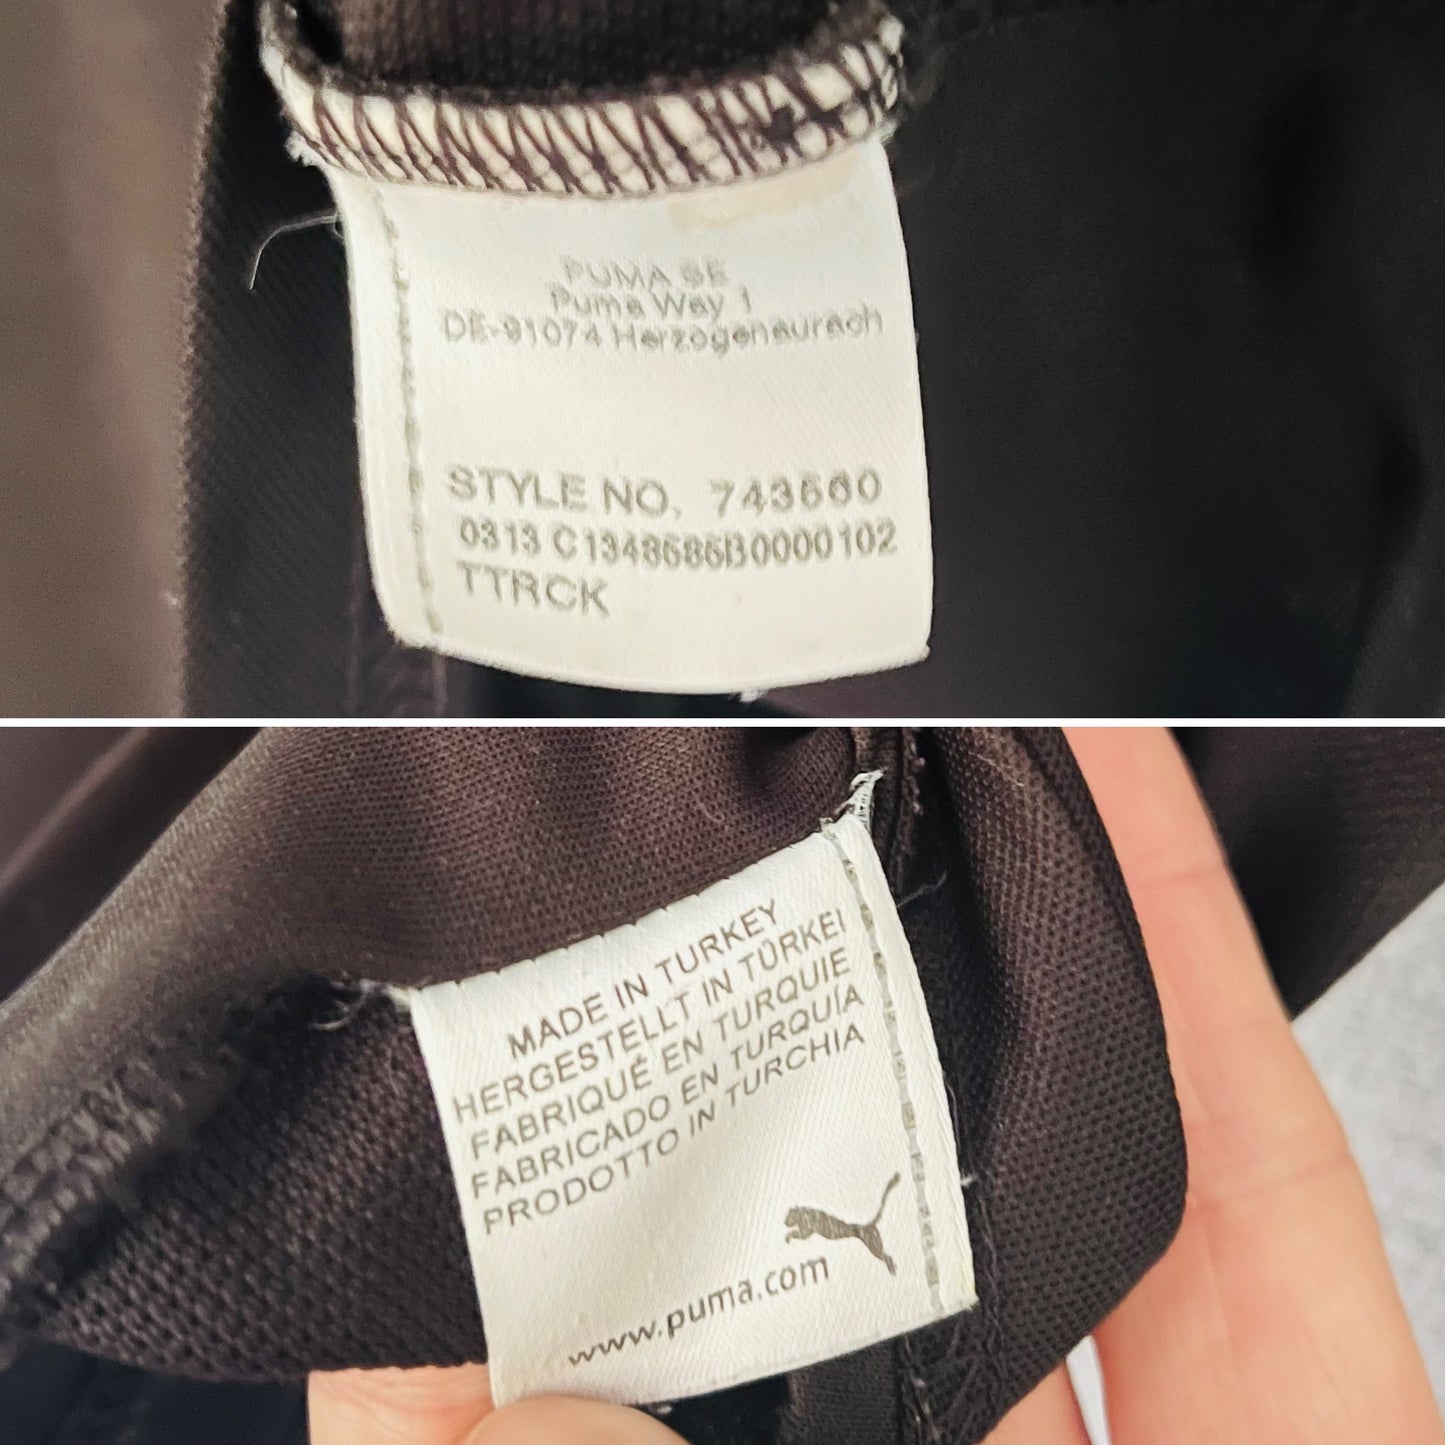 PUMA SE
Puma Way 1
DE-91074 Herzogenaurach
STYLE NO. 743560
0313 C1348686B0000102
TTRCK
MADE IN TURKEY
HERGESTELLT IN TÜRKEI
FABRIQUÉ EN TURQUIE
FABRICADO EN TURQUÍA
PRODOTTO IN TURCHIA
www.puma.com